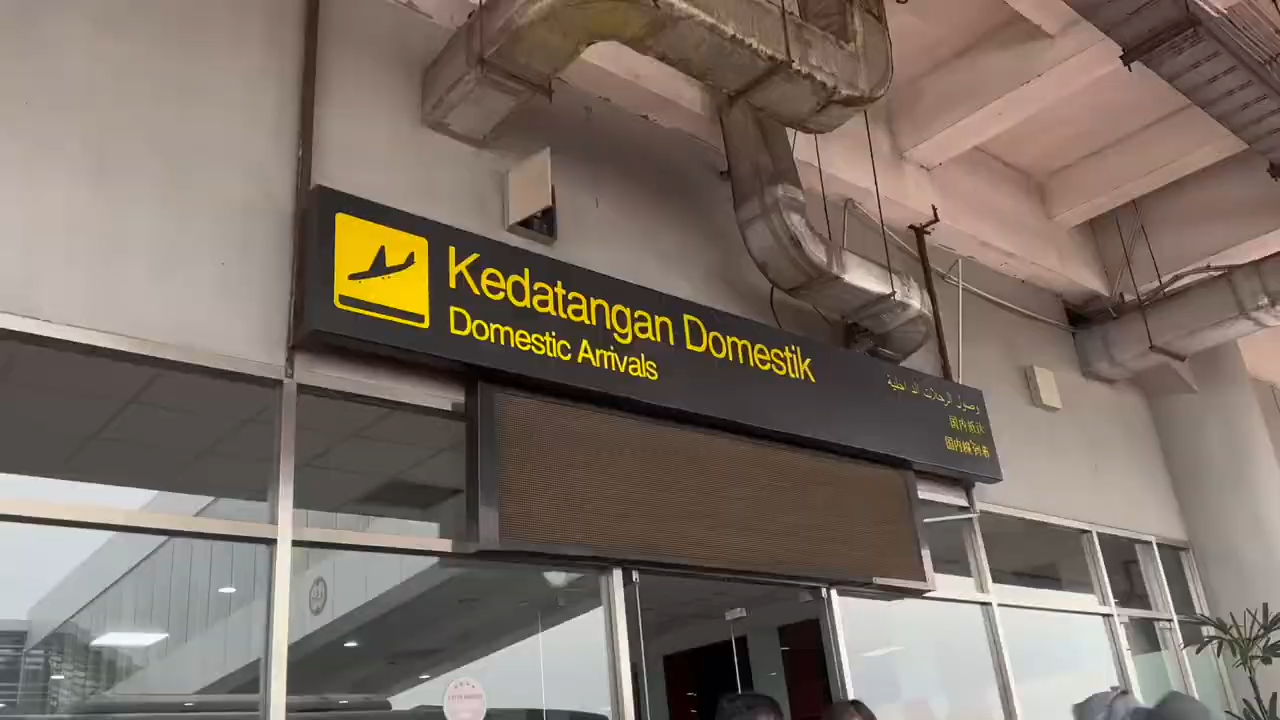 Kedatangan Domestik
Domestic Arrivals
وصول الرحلات الداخلية
国内抵达
国内線到着